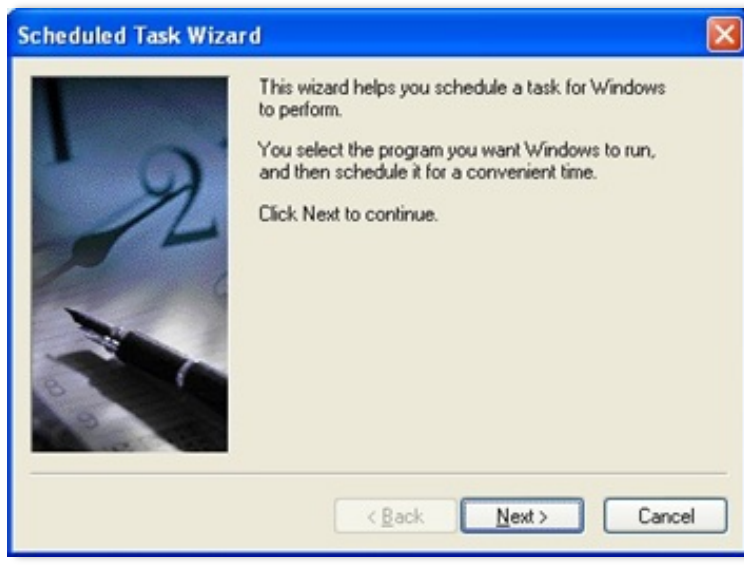 Scheduled Task Wizard
This wizard helps you schedule a task for Windows
to perform.
You select the program you want Windows to run,
and then schedule it for a convenient time.
Click Next to continue.
2
< Back
Next >
Cancel